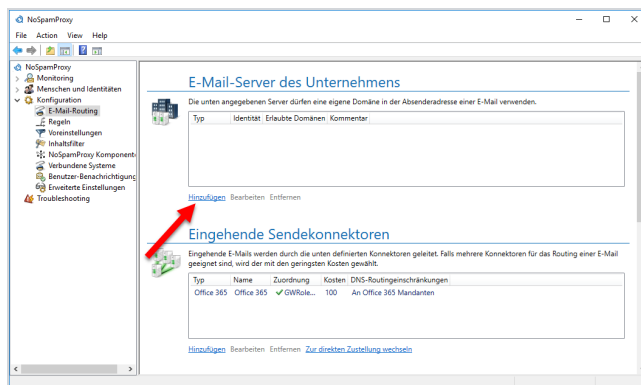 NoSpamProxy
File Action View Help
NoSpamProxy
Monitoring
Menschen und Identitäten
Konfiguration
E-Mail-Routing
Regeln
Voreinstellungen
Inhaltsfilter
NoSpamProxy Komponente
Verbundene Systeme
Benutzer-Benachrichtigung
Erweiterte Einstellungen
Troubleshooting
E-Mail-Server des Unternehmens
Die unten angegebenen Server dürfen eine eigene Domäne in der Absenderadresse einer E-Mail verwenden.
Typ Identität Erlaubte Domänen Kommentar
Hinzufügen Bearbeiten Entfernen
Eingehende Sendekonnektoren
Eingehende E-Mails werden durch die unten definierten Konnektoren geleitet. Falls mehrere Konnektoren für das Routing einer E-Mail
geeignet sind, wird der mit den geringsten Kosten gewählt.
Typ Name Zuordnung Kosten DNS-Routingeinschränkungen
Office 365 Office 365 GWRole... 100 An Office 365 Mandanten
Hinzufügen Bearbeiten Entfernen Zur direkten Zustellung wechseln